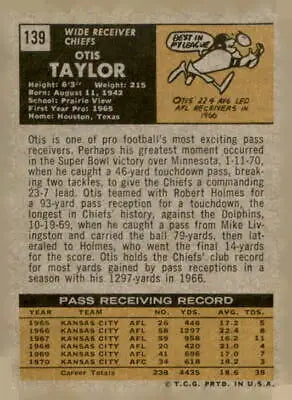 139
WIDE RECEIVER
CHIEFS
OTIS
TAYLOR
Height: 6'3" Weight: 215
Born: August 11, 1942
School: Prairie View
First Year Pro: 1965
Home: Houston, Texas
BEST IN
MY LEAGUE
OTIS' 22.4 AVG LED
AFL RECEIVERS IN
1966
Otis is one of pro football's most exciting pass
receivers. Perhaps his greatest moment occurred
in the Super Bowl victory over Minnesota, 1-11-70,
when he caught a 46-yard touchdown pass, break-
ing two tackles, to give the Chiefs a commanding
23-7 lead. Otis teamed with Robert Holmes for
a 93-yard pass reception for a touchdown, the
longest in Chiefs' history, against the Dolphins,
10-19-69, when he caught a pass from Mike Liv-
ingston and carried the ball 79-yards, then later-
aled to Holmes, who went the final 14-yards for
the score. Otis holds the Chiefs' club record for
most yards in pass receptions for one season with
his 1297-yards in 1966.
PASS RECEIVING RECORD
YEAR TEAM NO. YDS. AVG. TD'S
1965 KANSAS CITY AFL 26 446 17.2 5
1966 KANSAS CITY AFL 58 1297 22.4 8
1967 KANSAS CITY AFL 59 958 16.2 11
1968 KANSAS CITY AFL 20 420 21.0 4
1969 KANSAS CITY AFL 41 696 17.0 7
1970 KANSAS CITY AFC 34 618 18.2 3
Career Totals 238 4435 18.6 38
© T.C.G. PRTD. IN U.S.A.